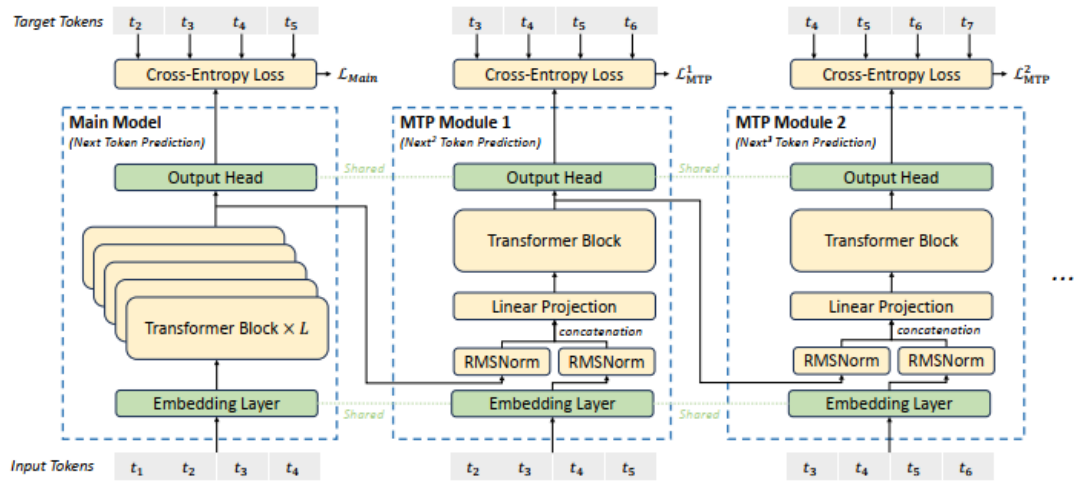 Target Tokens t₂ t₃ t₄ t₅ t₃ t₄ t₅ t₆ t₄ t₅ t₆ t₇
Cross-Entropy Loss ℒ_Main Cross-Entropy Loss ℒ¹_MTP Cross-Entropy Loss ℒ²_MTP
Main Model MTP Module 1 MTP Module 2
(Next Token Prediction) (Next² Token Prediction) (Next³ Token Prediction)
Shared Shared
Output Head Output Head Output Head
Transformer Block Transformer Block
...
Linear Projection Linear Projection
Transformer Block × L concatenation concatenation
RMSNorm RMSNorm RMSNorm RMSNorm
Embedding Layer Embedding Layer Embedding Layer
Shared Shared
Input Tokens t₁ t₂ t₃ t₄ t₂ t₃ t₄ t₅ t₃ t₄ t₅ t₆